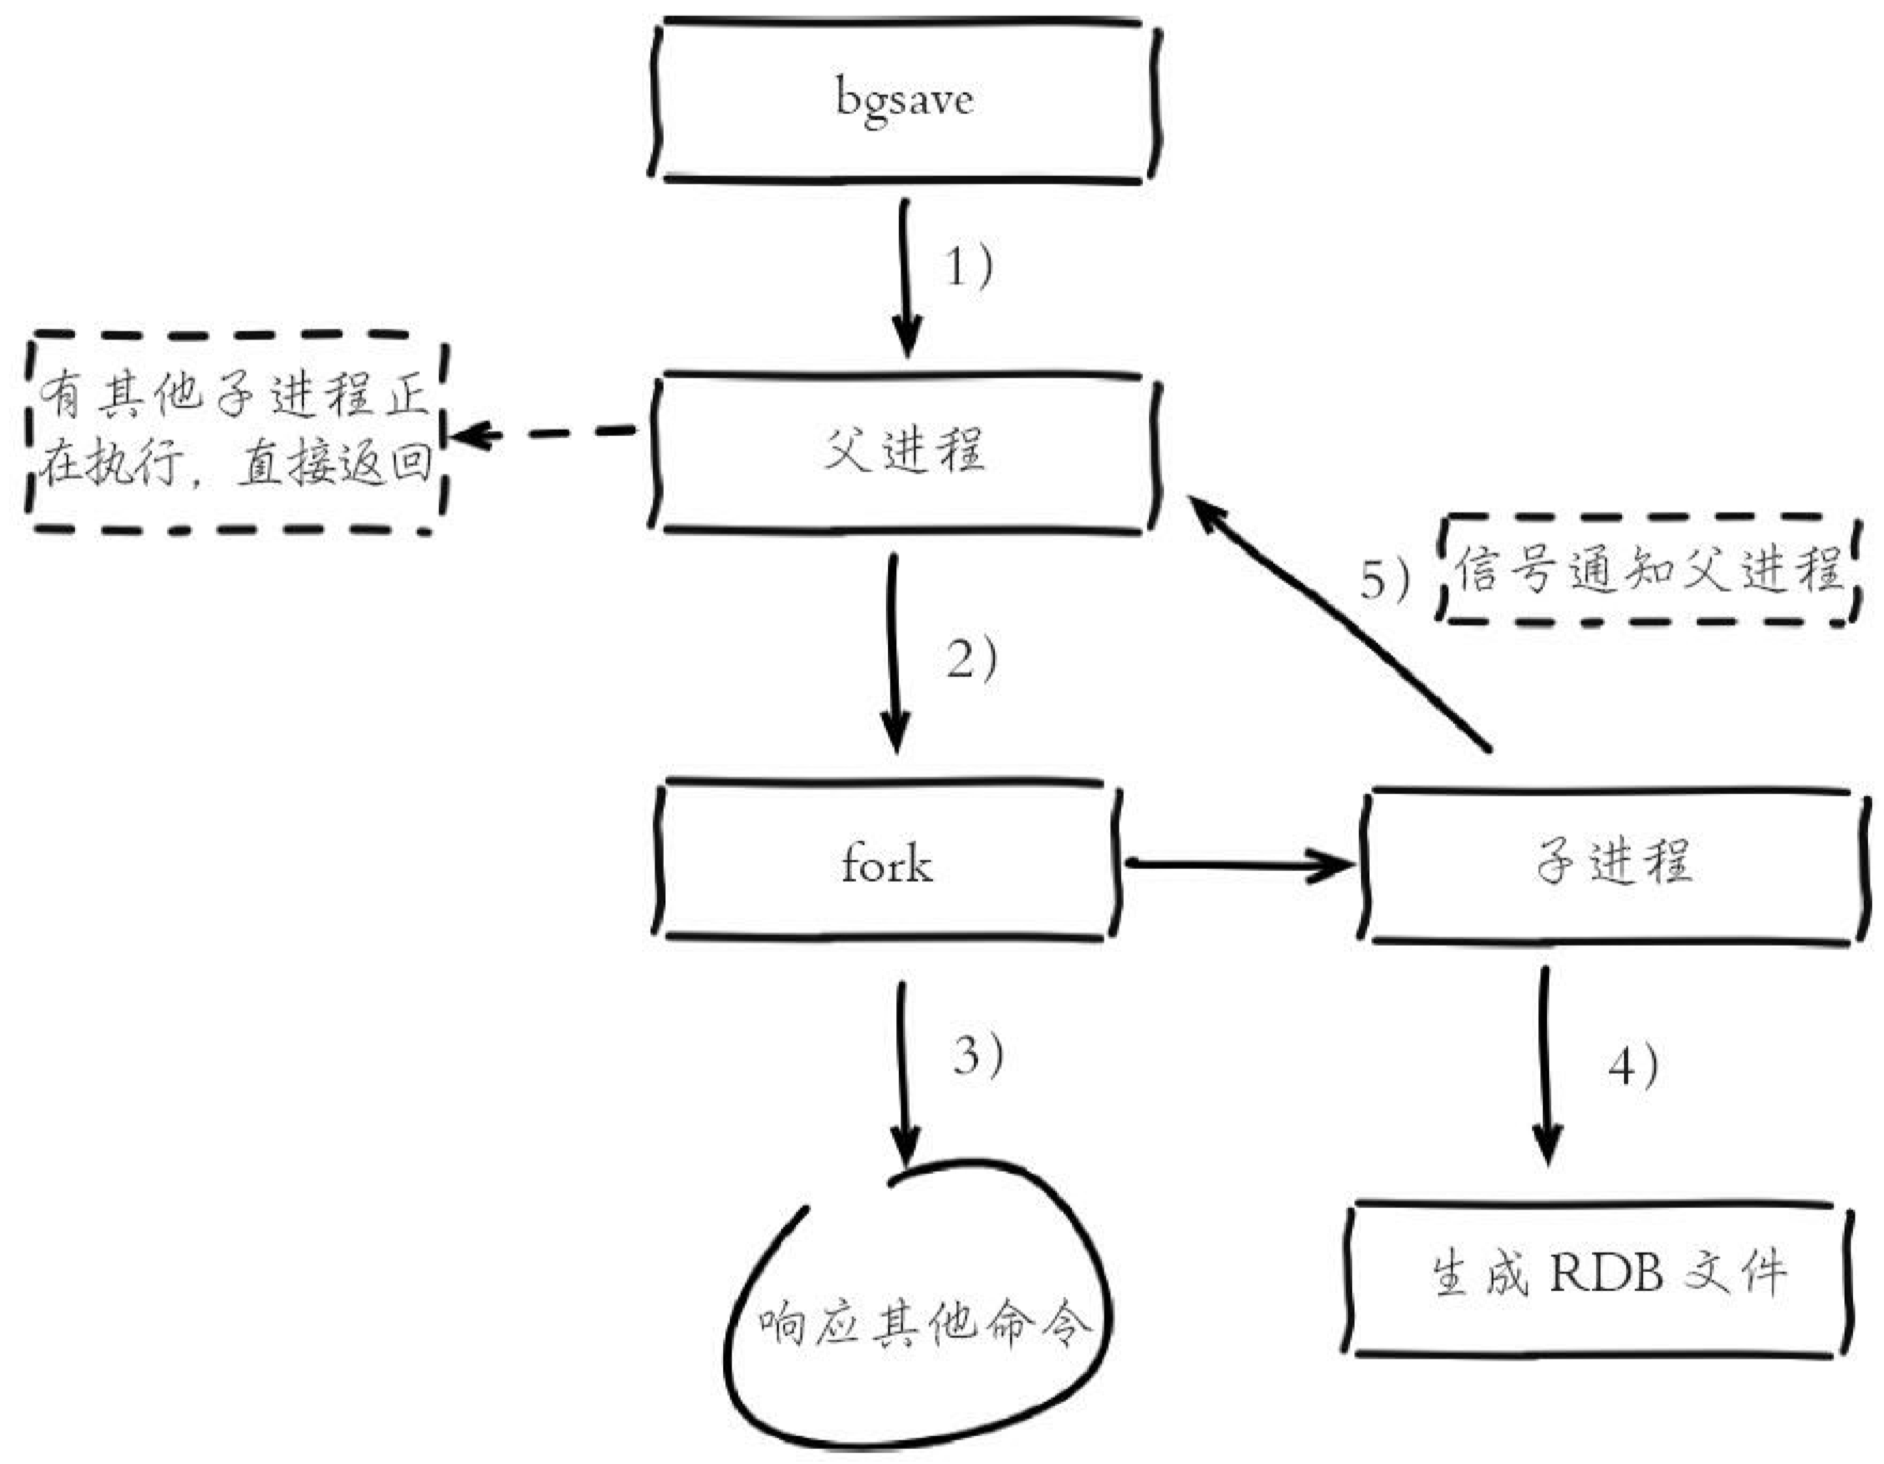 bgsave
1)
有其他子进程正
在执行，直接返回
父进程
5)
信号通知父进程
2)
fork
子进程
3)
4)
生成 RDB 文件
响应其他命令